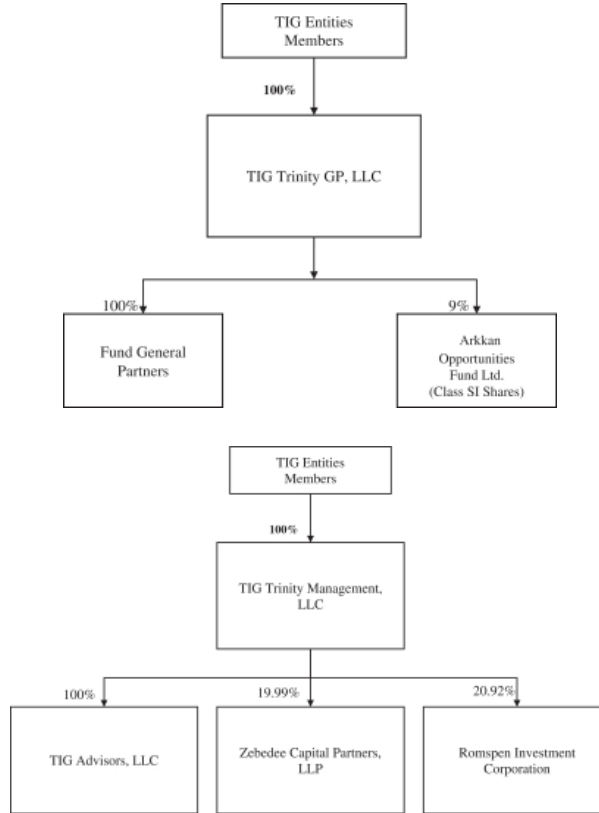 TIG Entities
Members
100%
TIG Trinity GP, LLC
100%
9%
Fund General
Partners
Arkkan
Opportunities
Fund Ltd.
(Class SI Shares)
TIG Entities
Members
100%
TIG Trinity Management,
LLC
100%
19.99%
20.92%
TIG Advisors, LLC
Zebedee Capital Partners,
LLP
Romspen Investment
Corporation